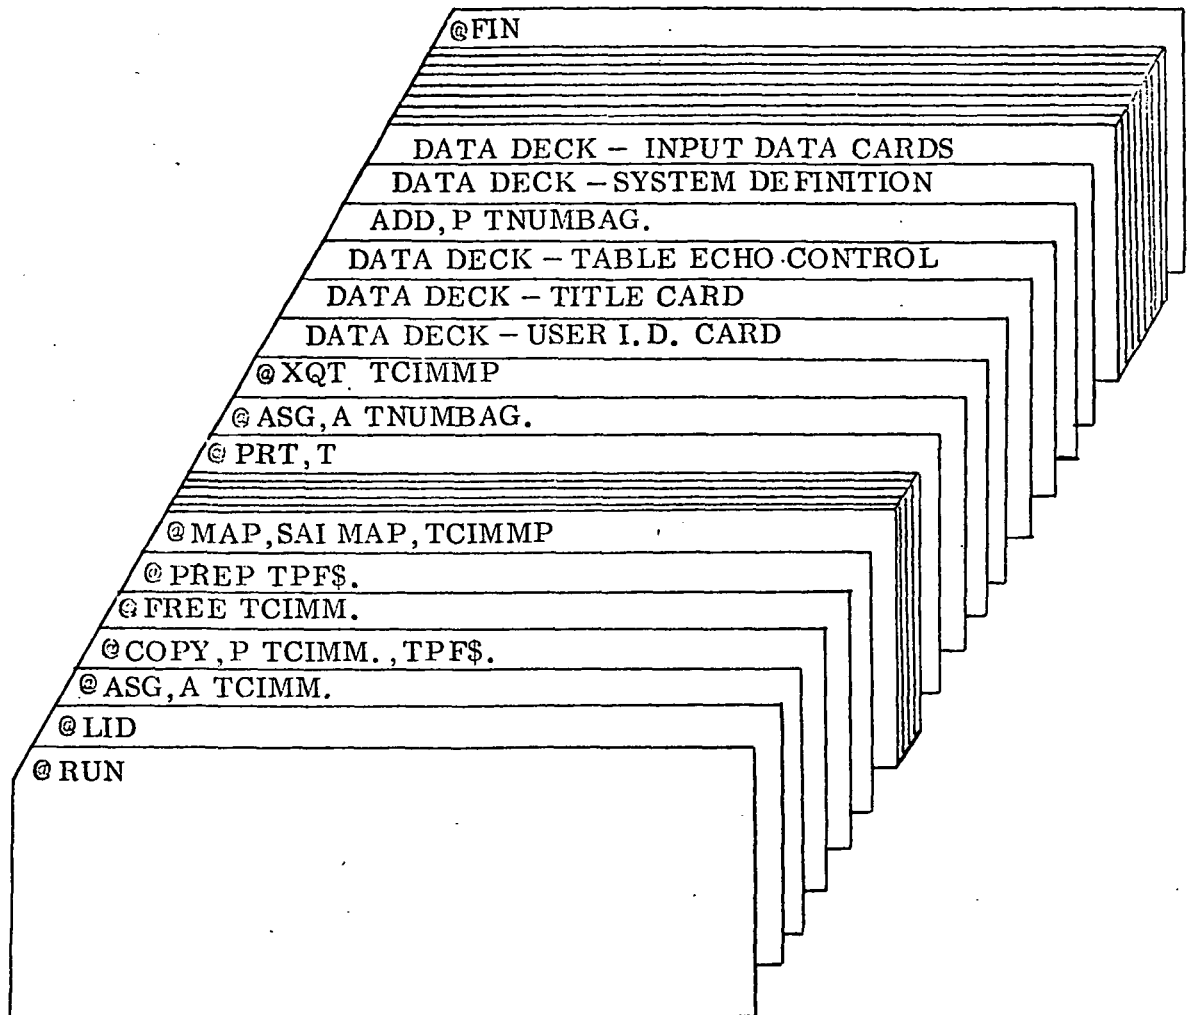 @FIN
DATA DECK – INPUT DATA CARDS
DATA DECK – SYSTEM DEFINITION
ADD,P TNUMBAG.
DATA DECK – TABLE ECHO CONTROL
DATA DECK – TITLE CARD
DATA DECK – USER I.D. CARD
@XQT TCIMMP
@ASG,A TNUMBAG.
@PRT,T
@MAP,SAI MAP,TCIMMP
@PREP TPF$.
@FREE TCIMM.
@COPY,P TCIMM.,TPF$.
@ASG,A TCIMM.
@LID
@RUN